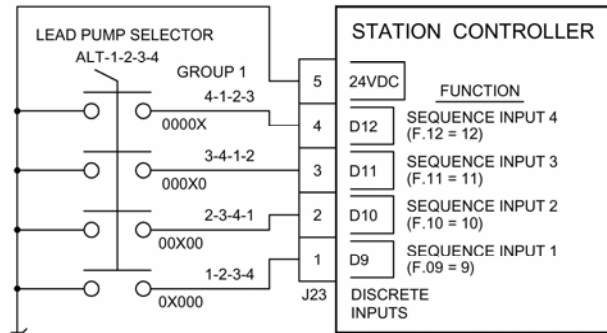 LEAD PUMP SELECTOR
ALT-1-2-3-4
GROUP 1
4-1-2-3
0000X
3-4-1-2
000X0
2-3-4-1
00X00
1-2-3-4
0X000
5
4
3
2
1
J23
STATION CONTROLLER
24VDC
FUNCTION
D12
SEQUENCE INPUT 4
(F.12 = 12)
D11
SEQUENCE INPUT 3
(F.11 = 11)
D10
SEQUENCE INPUT 2
(F.10 = 10)
D9
SEQUENCE INPUT 1
(F.09 = 9)
DISCRETE
INPUTS